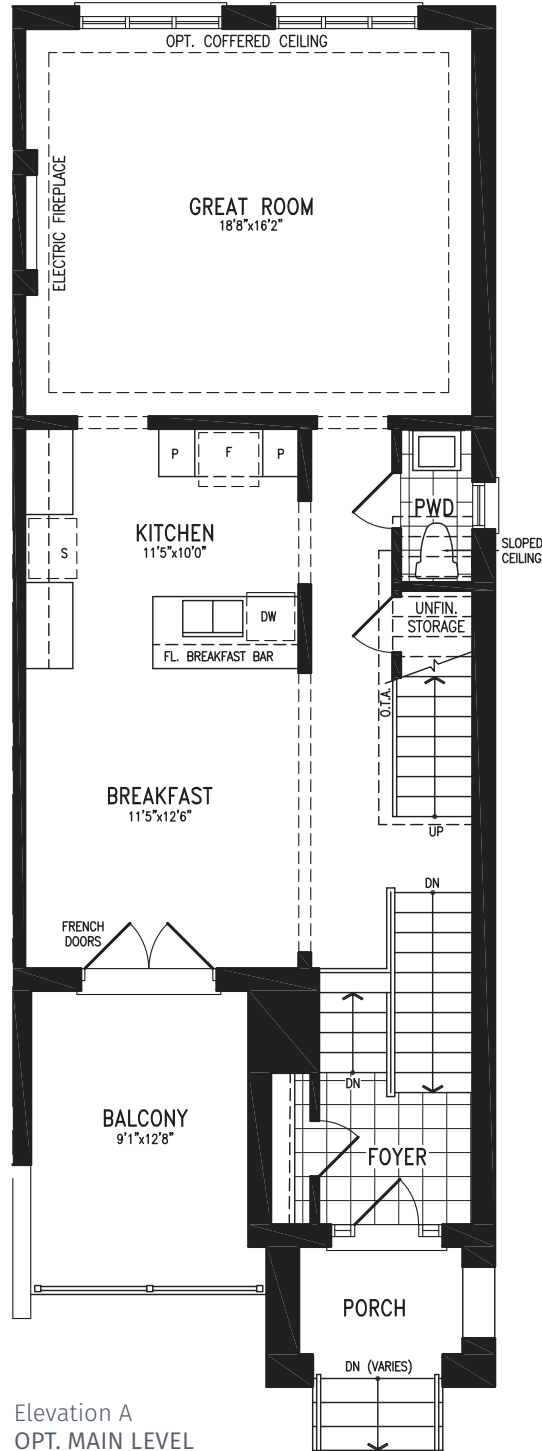 OPT. COFFERED CEILING
ELECTRIC FIREPLACE
GREAT ROOM
18'8"x16'2"
P
F
P
PWD
KITCHEN
11'5"x10'0"
S
SLOPED
CEILING
UNFIN.
STORAGE
DW
FL. BREAKFAST BAR
O.T.A.
BREAKFAST
11'5"x12'6"
UP
DN
FRENCH
DOORS
DN
BALCONY
9'1"x12'8"
FOYER
PORCH
DN (VARIES)
Elevation A
OPT. MAIN LEVEL